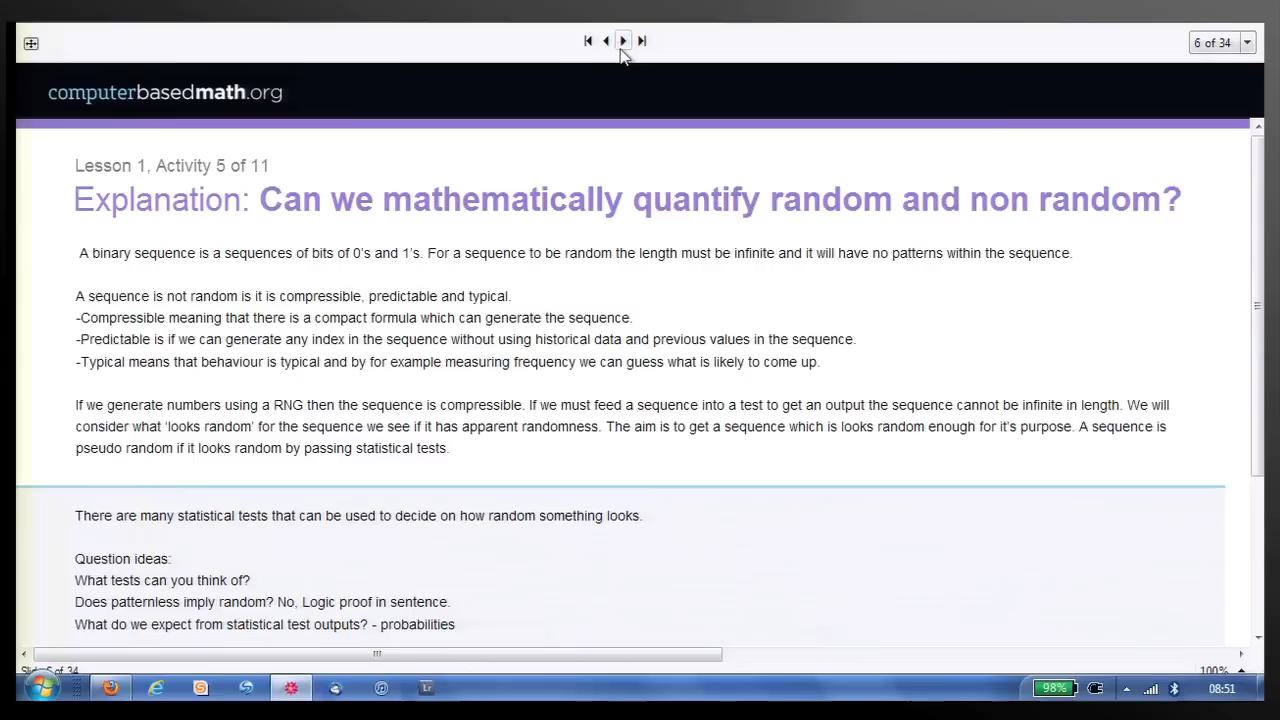 6 of 34
computerbasedmath.org
Lesson 1, Activity 5 of 11
Explanation: Can we mathematically quantify random and non random?
A binary sequence is a sequences of bits of 0's and 1's. For a sequence to be random the length must be infinite and it will have no patterns within the sequence.
A sequence is not random is it is compressible, predictable and typical.
-Compressible meaning that there is a compact formula which can generate the sequence.
-Predictable is if we can generate any index in the sequence without using historical data and previous values in the sequence.
-Typical means that behaviour is typical and by for example measuring frequency we can guess what is likely to come up.
If we generate numbers using a RNG then the sequence is compressible. If we must feed a sequence into a test to get an output the sequence cannot be infinite in length. We will
consider what 'looks random' for the sequence we see if it has apparent randomness. The aim is to get a sequence which is looks random enough for it's purpose. A sequence is
pseudo random if it looks random by passing statistical tests.
There are many statistical tests that can be used to decide on how random something looks.
Question ideas:
What tests can you think of?
Does patternless imply random? No, Logic proof in sentence.
What do we expect from statistical test outputs? - probabilities
Slide 6 of 34
100%
Lr
98%
08:51